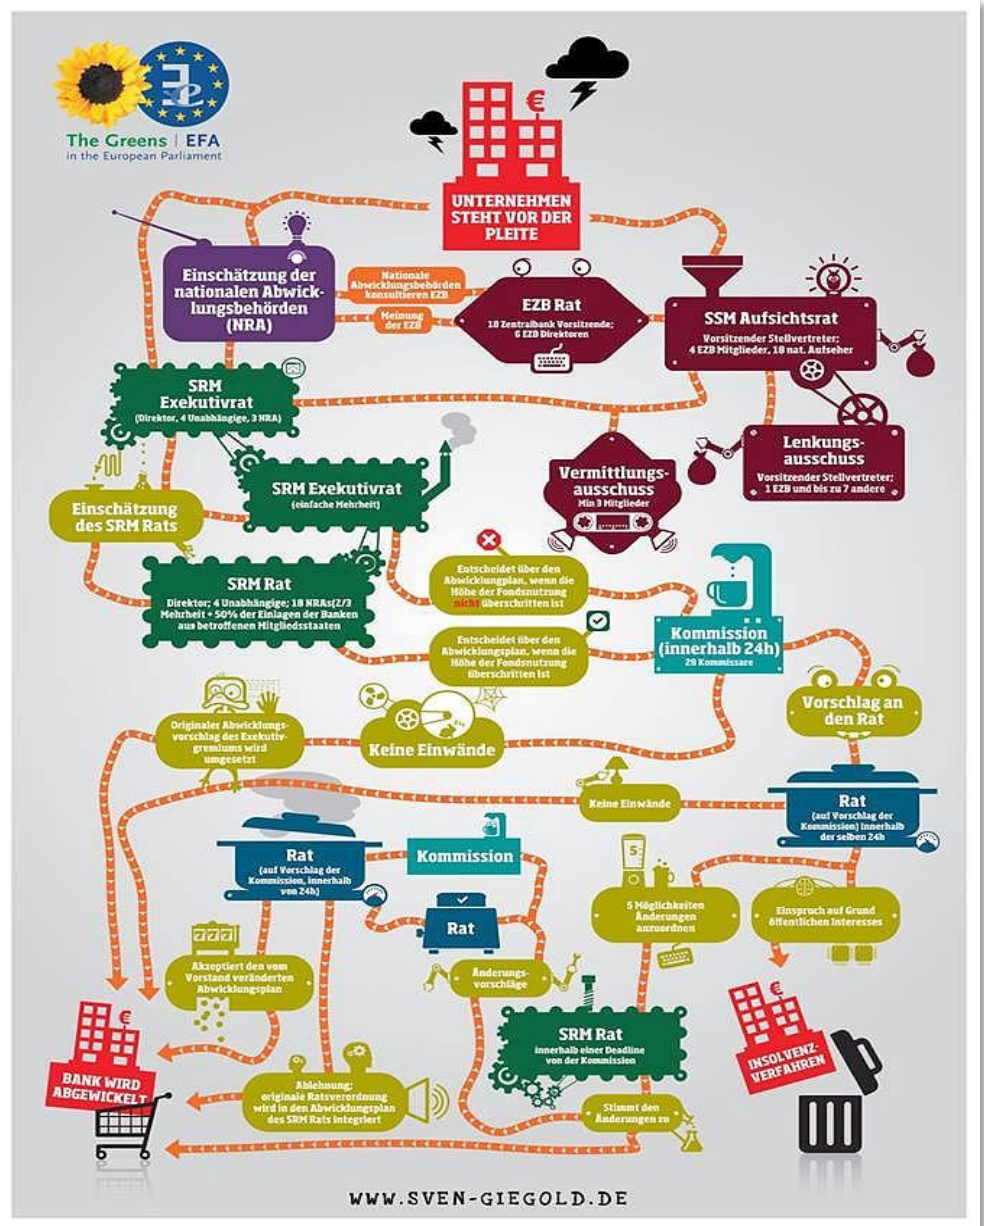 The Greens | EFA
in the European Parliament
€
UNTERNEHMEN
STEHT VOR DER
PLEITE
Einschätzung der
nationalen Abwick-
lungsbehörden
(NRA)
Nationale
Abwicklungsbehörden
konsultieren EZB
Meinung
der EZB
EZB Rat
18 Zentralbank Vorsitzende;
6 EZB Direktoren
SSM Aufsichtsrat
Vorsitzender Stellvertreter;
4 EZB Mitglieder, 18 nat. Aufseher
SRM
Exekutivrat
(Direktor, 4 Unabhängige, 3 NRA)
Lenkungs-
ausschuss
Vorsitzender Stellvertreter;
1 EZB und bis zu 7 andere
Vermittlungs-
ausschuss
Min 3 Mitglieder
SRM Exekutivrat
(einfache Mehrheit)
Einschätzung
des SRM Rats
SRM Rat
Direktor; 4 Unabhängige; 18 NRAs(2/3
Mehrheit + 50% der Einlagen der Banken
aus betroffenen Mitgliedsstaaten
Entscheidet über den
Abwicklungplan, wenn die
Höhe der Fondsnutzung
nicht überschritten ist
Entscheidet über den
Abwicklungsplan, wenn die
Höhe der Fondsnutzung
überschritten ist
Kommission
(innerhalb 24h)
28 Kommissare
Vorschlag an
den Rat
Originaler Abwicklungs-
vorschlag des Exekutiv-
gremiums wird
umgesetzt
Keine Einwände
Keine Einwände
Rat
(auf Vorschlag der
Kommission) innerhalb
der selben 24h
Rat
(auf Vorschlag der
Kommission, innerhalb
von 24h)
Kommission
Rat
5
5 Möglichkeiten
Änderungen
anzuordnen
Einspruch auf Grund
öffentlichen Interesses
Akzeptiert den vom
Vorstand veränderten
Abwicklungsplan
Änderungs-
vorschläge
SRM Rat
innerhalb einer Deadline
von der Kommission
€
INSOLVENZ-
VERFAHREN
€
BANK WIRD
ABGEWICKELT
Ablehnung;
originale Ratsverordnung
wird in den Abwicklungsplan
des SRM Rats integriert
Stimmt den
Änderungen zu
WWW.SVEN-GIEGOLD.DE